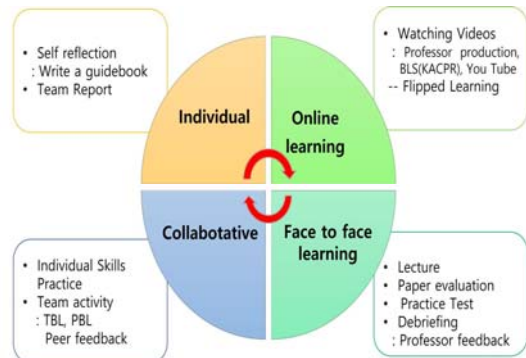 • Self reflection
: Write a guidebook
• Team Report
• Watching Videos
: Professor production,
BLS(KACPR), You Tube
-- Flipped Learning
Individual
Online
learning
Collabotative
Face to face
learning
• Individual Skills
Practice
• Team activity
: TBL, PBL
Peer feedback
• Lecture
• Paper evaluation
Practice Test
• Debriefing
: Professor feedback